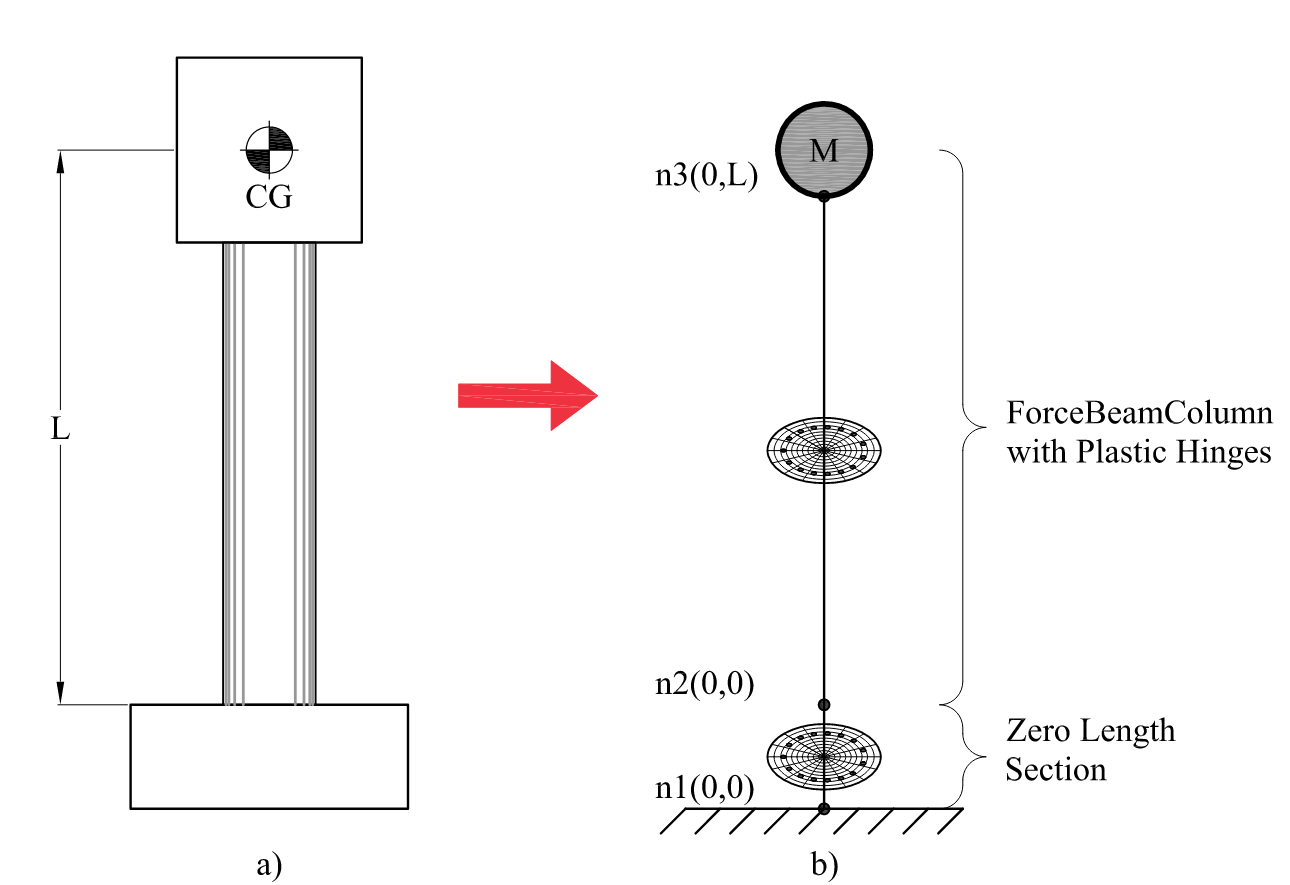 CG
L
a)
M
n3(0,L)
ForceBeamColumn
with Plastic Hinges
n2(0,0)
Zero Length
Section
n1(0,0)
b)